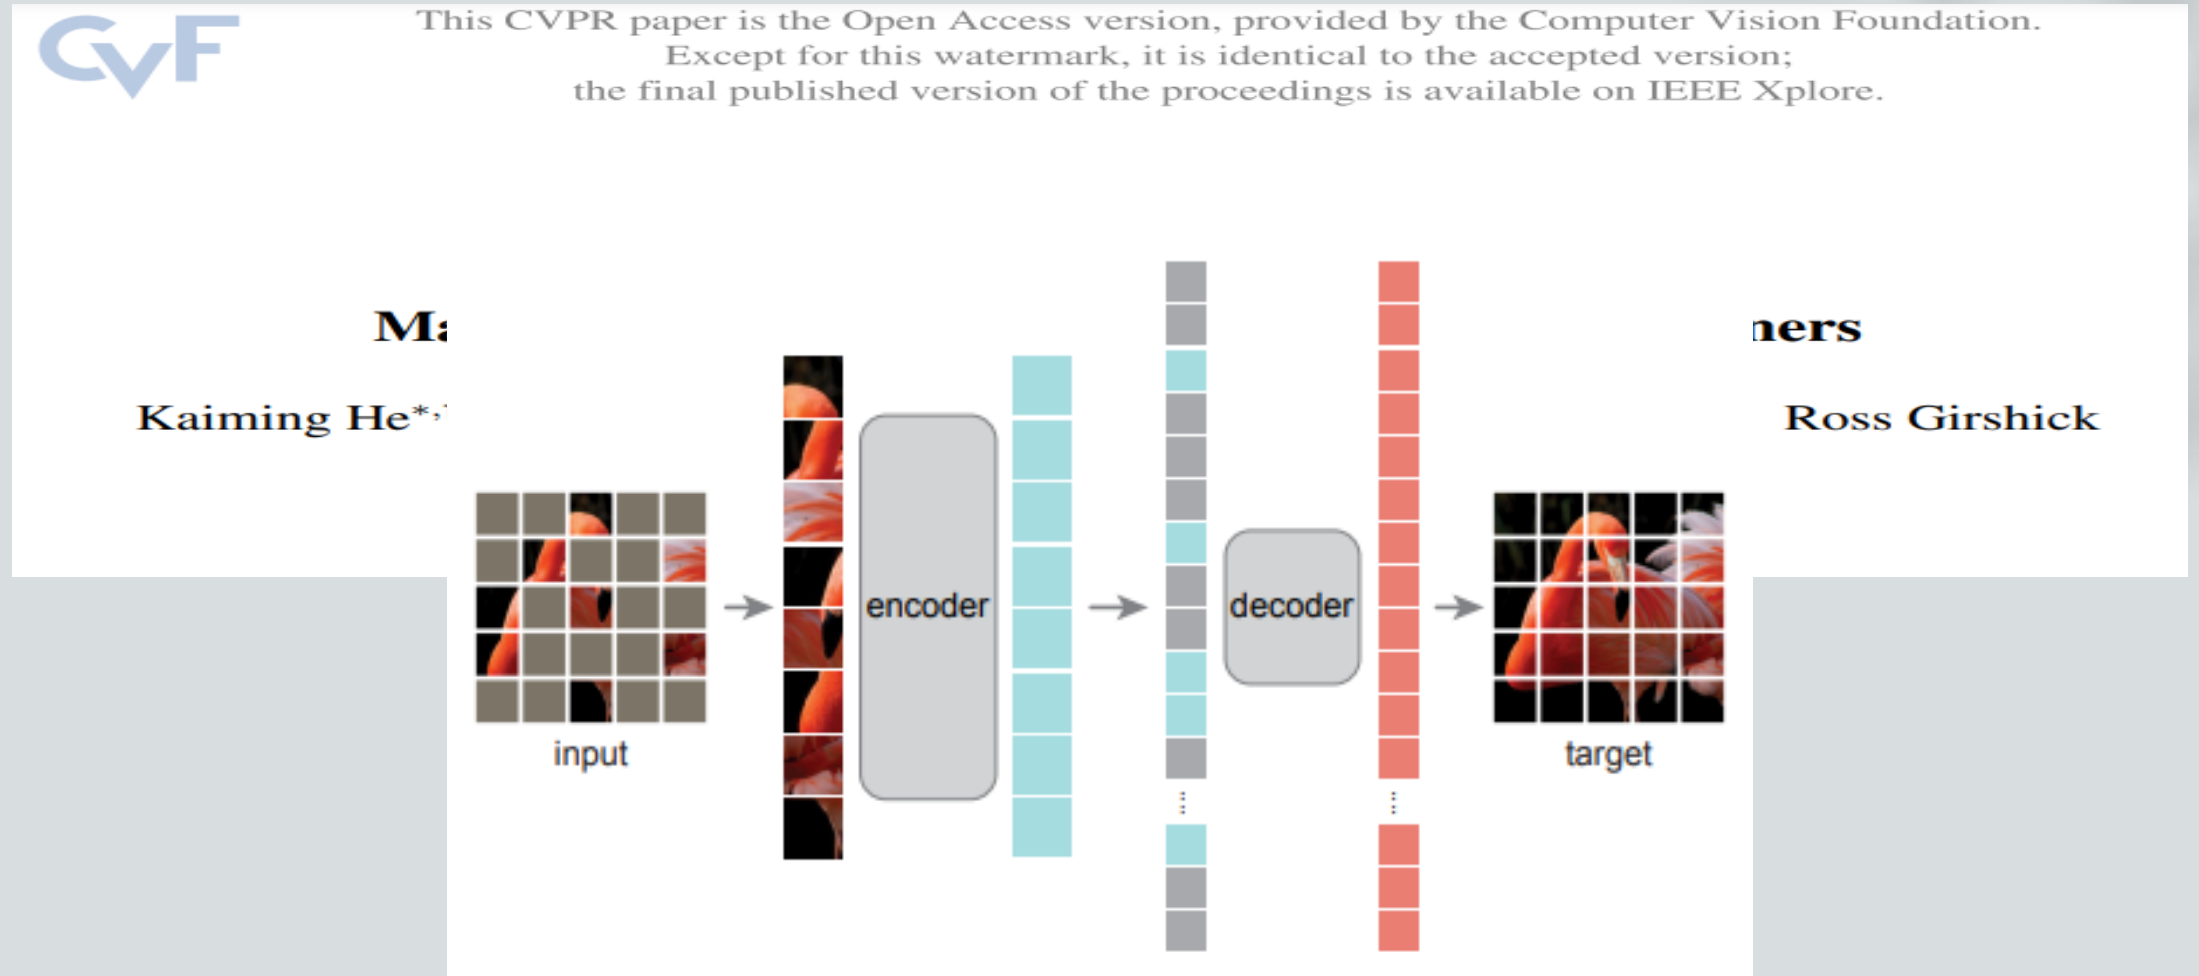 CVF
This CVPR paper is the Open Access version, provided by the Computer Vision Foundation.
Except for this watermark, it is identical to the accepted version;
the final published version of the proceedings is available on IEEE Xplore.
Kaiming He*,
Ross Girshick
encoder
decoder
input
target